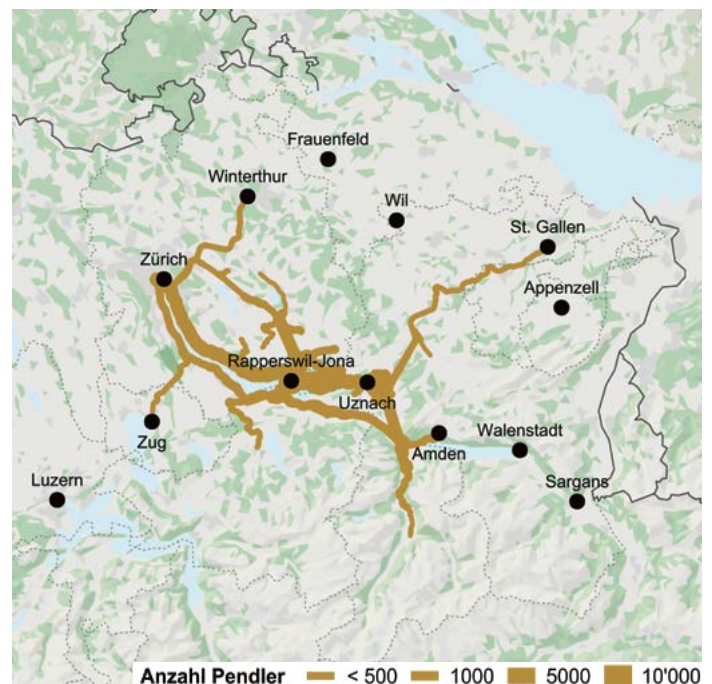 Frauenfeld
Winterthur
Wil
St. Gallen
Zürich
Appenzell
Rapperswil-Jona
Uznach
Zug
Amden
Walenstadt
Luzern
Sargans
Anzahl Pendler < 500 1000 5000 10'000